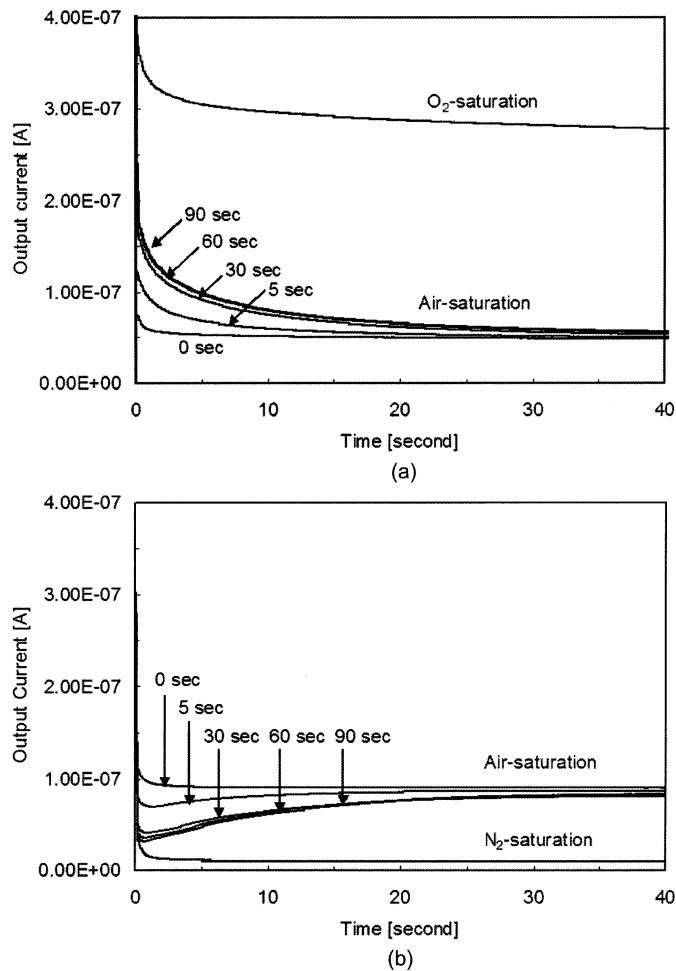 4.00E-07
3.00E-07
2.00E-07
1.00E-07
0.00E+00
Output current [A]
O2-saturation
90 sec
60 sec
30 sec
5 sec
Air-saturation
0 sec
0 10 20 30 40
Time [second]
(a)
4.00E-07
3.00E-07
2.00E-07
1.00E-07
0.00E+00
Output Current [A]
0 sec
5 sec
30 sec 60 sec 90 sec
Air-saturation
N2-saturation
0 10 20 30 40
Time [second]
(b)